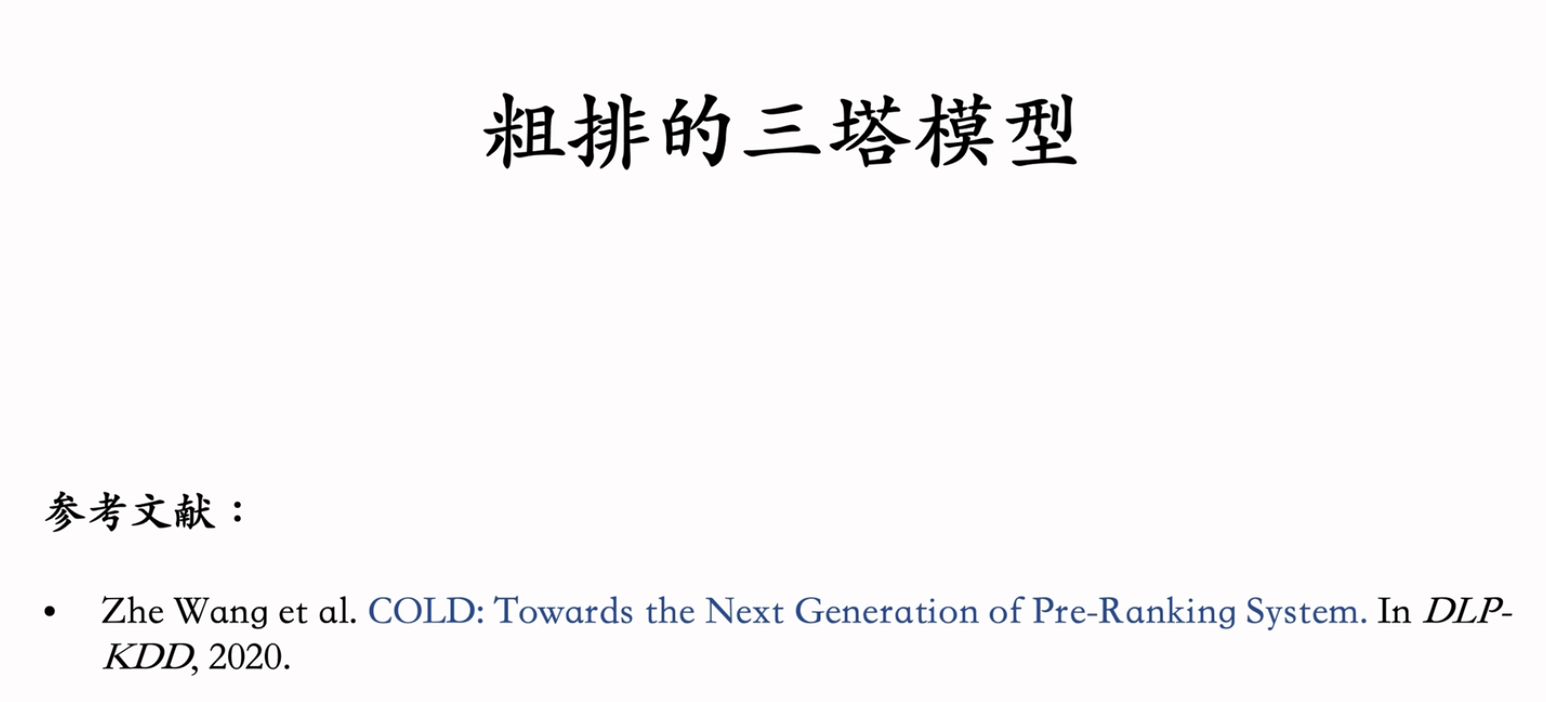 粗排的三塔模型
参考文献：
• Zhe Wang et al. COLD: Towards the Next Generation of Pre-Ranking System. In DLP-
KDD, 2020.